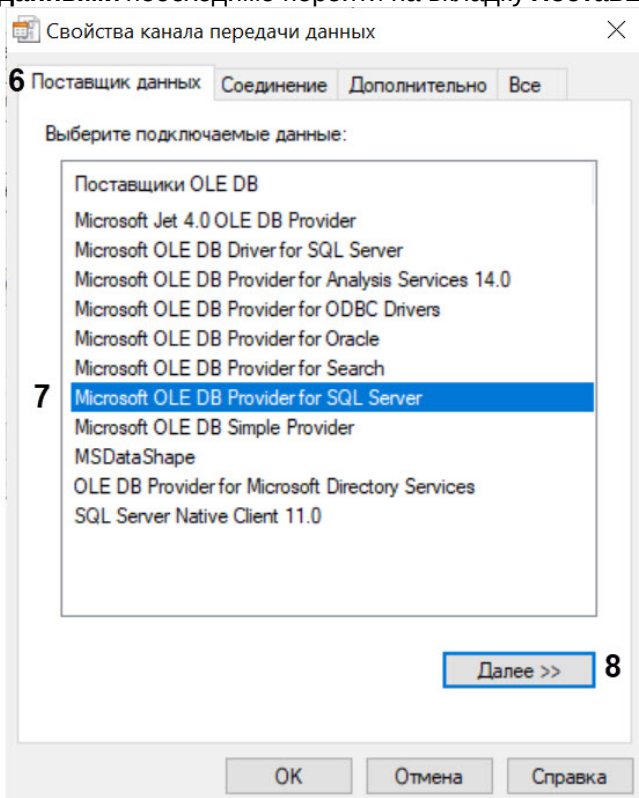 Свойства канала передачи данных
6 Поставщик данных Соединение Дополнительно Все
Выберите подключаемые данные:
Поставщики OLE DB
Microsoft Jet 4.0 OLE DB Provider
Microsoft OLE DB Driver for SQL Server
Microsoft OLE DB Provider for Analysis Services 14.0
Microsoft OLE DB Provider for ODBC Drivers
Microsoft OLE DB Provider for Oracle
Microsoft OLE DB Provider for Search
7 Microsoft OLE DB Provider for SQL Server
Microsoft OLE DB Simple Provider
MSDataShape
OLE DB Provider for Microsoft Directory Services
SQL Server Native Client 11.0
Далее >> 8
OK Отмена Справка